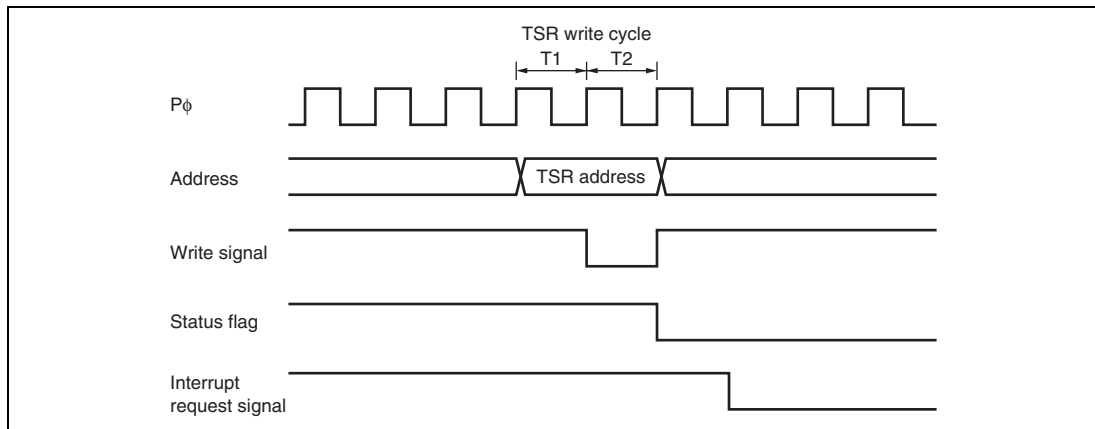 TSR write cycle
T1 T2
Pϕ
Address
TSR address
Write signal
Status flag
Interrupt
request signal